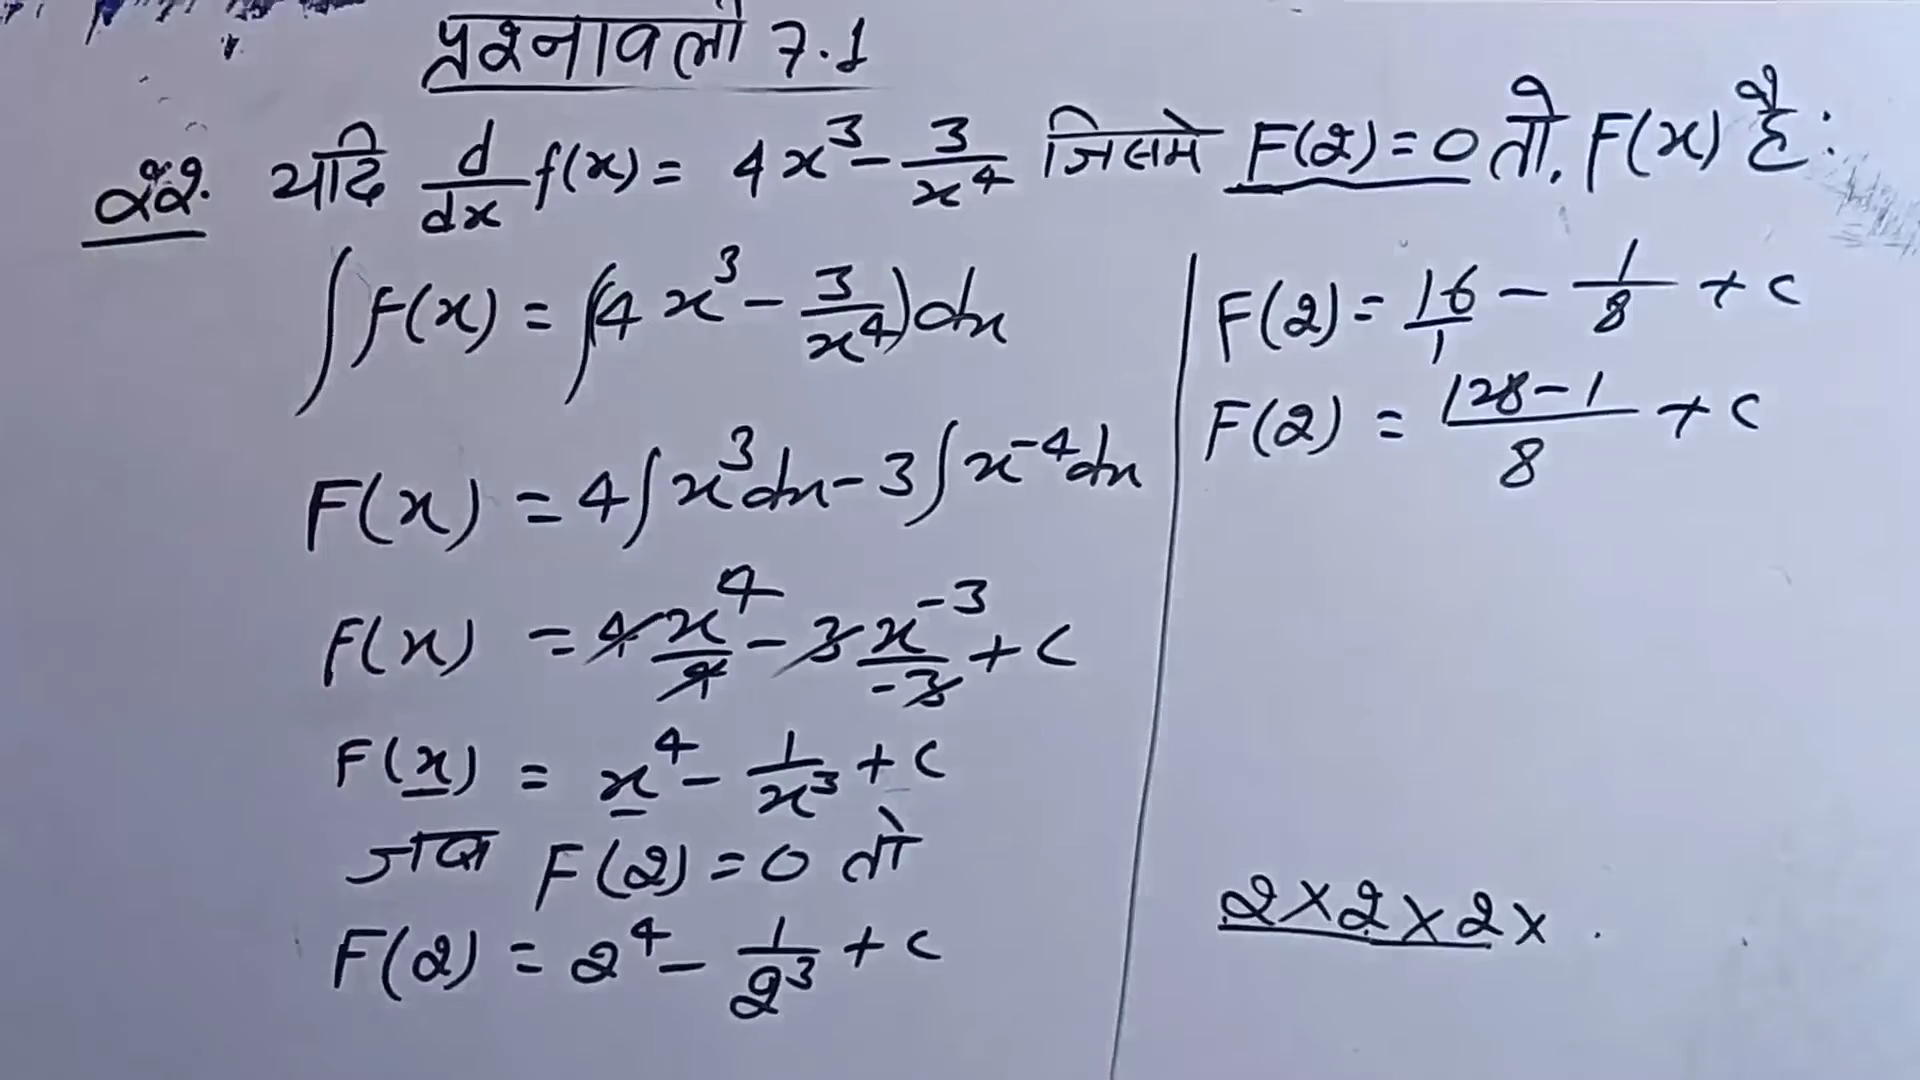 प्रश्नावली 7.1
22. यदि d/dx f(x) = 4x³ - 3/x⁴ जिसमे F(2) = 0 तो, F(x) है:
∫ F(x) = ∫(4x³ - 3/x⁴)dx
F(x) = 4∫x³dx - 3∫x⁻⁴dx
F(x) = 4 x⁴/4 - 3 x⁻³/-3 + c
F(x) = x⁴ - 1/x³ + c
जब F(2) = 0 तो
F(2) = 2⁴ - 1/2³ + c
F(2) = 16/1 - 1/8 + c
F(2) = 128-1/8 + c
2×2×2×